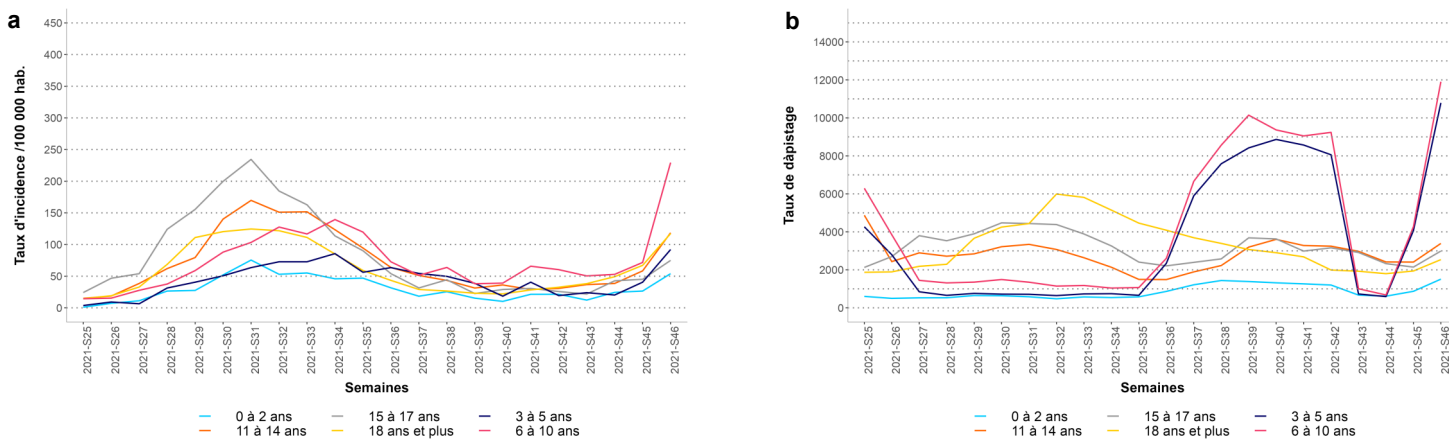 a
Taux d'incidence /100 000 hab.
450
400
350
300
250
200
150
100
50
0
2021-S25
2021-S26
2021-S27
2021-S28
2021-S29
2021-S30
2021-S31
2021-S32
2021-S33
2021-S34
2021-S35
2021-S36
2021-S37
2021-S38
2021-S39
2021-S40
2021-S41
2021-S42
2021-S43
2021-S44
2021-S45
2021-S46
Semaines
0 à 2 ans
15 à 17 ans
3 à 5 ans
11 à 14 ans
18 ans et plus
6 à 10 ans
b
Taux de dàpistage
14000
12000
10000
8000
6000
4000
2000
0
2021-S25
2021-S26
2021-S27
2021-S28
2021-S29
2021-S30
2021-S31
2021-S32
2021-S33
2021-S34
2021-S35
2021-S36
2021-S37
2021-S38
2021-S39
2021-S40
2021-S41
2021-S42
2021-S43
2021-S44
2021-S45
2021-S46
Semaines
0 à 2 ans
15 à 17 ans
3 à 5 ans
11 à 14 ans
18 ans et plus
6 à 10 ans